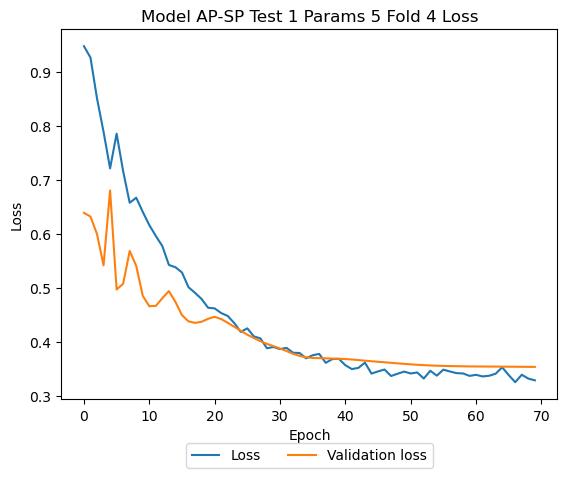 Model AP-SP Test 1 Params 5 Fold 4 Loss
0.9
0.8
0.7
0.6
0.5
0.4
0.3
Loss
0 10 20 30 40 50 60 70
Epoch
Loss Validation loss